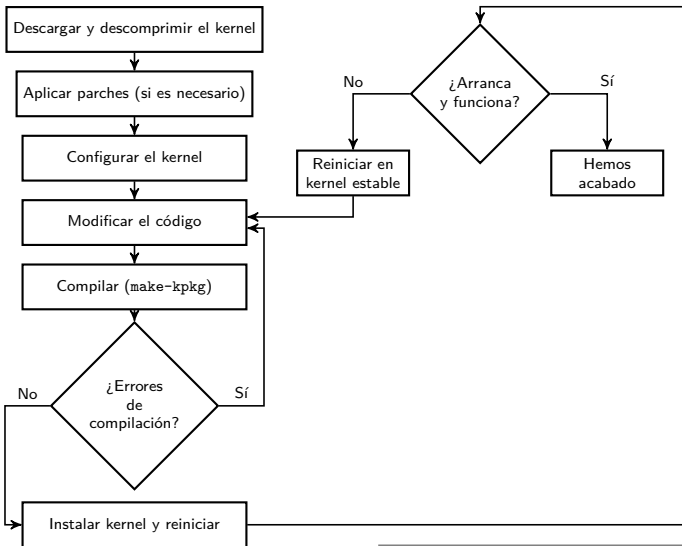 Descargar y descomprimir el kernel
Aplicar parches (si es necesario)
Configurar el kernel
Modificar el código
Compilar (make-kpkg)
¿Errores
de
compilación?
No
Sí
Instalar kernel y reiniciar
¿Arranca
y funciona?
No
Sí
Reiniciar en
kernel estable
Hemos
acabado